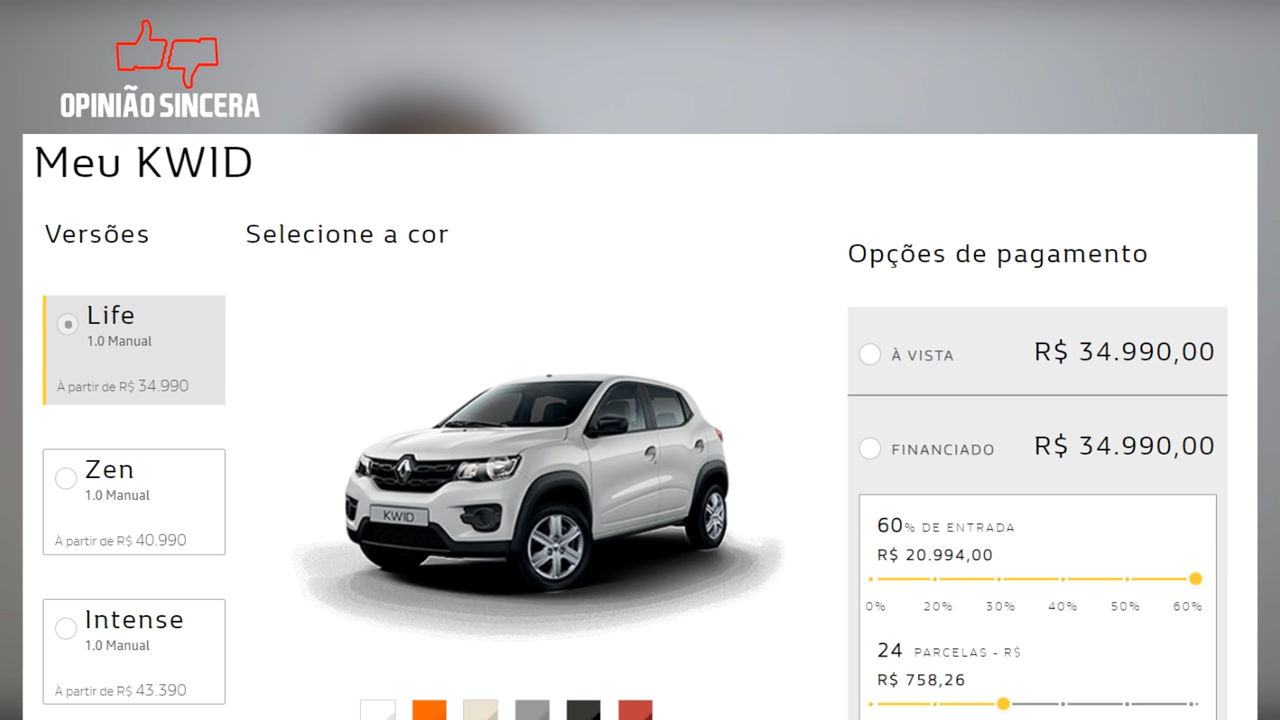 OPINIÃO SINCERA
Meu KWID
Versões
Selecione a cor
Opções de pagamento
Life
1.0 Manual
À partir de R$ 34.990
Zen
1.0 Manual
À partir de R$ 40.990
Intense
1.0 Manual
À partir de R$ 43.390
KWID
À VISTA
R$ 34.990,00
FINANCIADO
R$ 34.990,00
60% DE ENTRADA
R$ 20.994,00
0% 20% 30% 40% 50% 60%
24 PARCELAS - R$
R$ 758,26